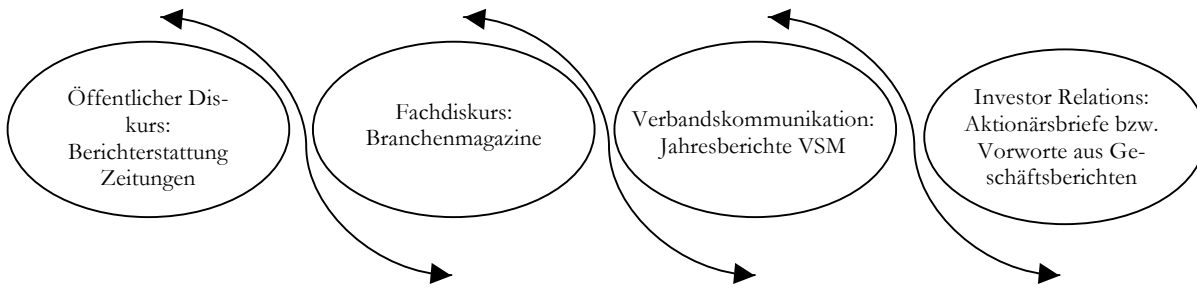 Öffentlicher Dis-
kurs:
Berichterstattung
Zeitungen
Fachdiskurs:
Branchenmagazine
Verbandskommunikation:
Jahresberichte VSM
Investor Relations:
Aktionärsbriefe bzw.
Vorworte aus Ge-
schäftsberichten